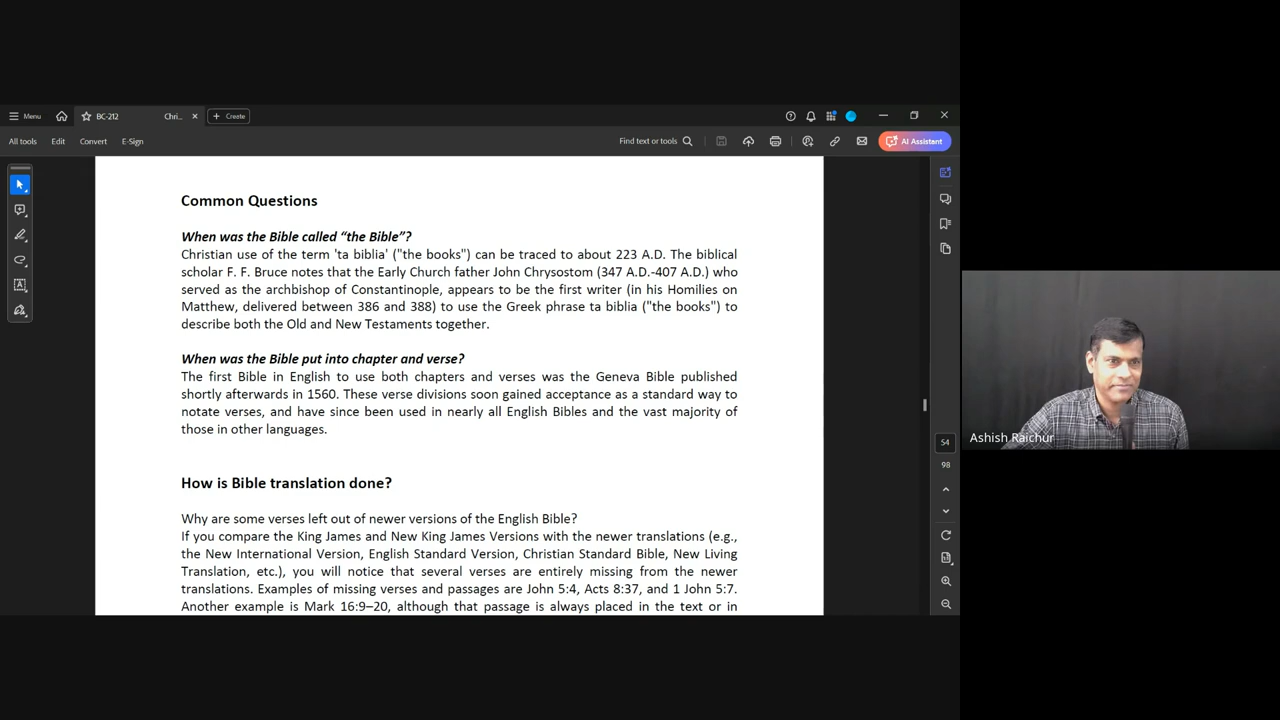 Menu
BC-212
Chri...
Create
All tools
Edit
Convert
E-Sign
Find text or tools
AI Assistant
Common Questions
When was the Bible called “the Bible”?
Christian use of the term 'ta biblia' ("the books") can be traced to about 223 A.D. The biblical
scholar F. F. Bruce notes that the Early Church father John Chrysostom (347 A.D.-407 A.D.) who
served as the archbishop of Constantinople, appears to be the first writer (in his Homilies on
Matthew, delivered between 386 and 388) to use the Greek phrase ta biblia ("the books") to
describe both the Old and New Testaments together.
When was the Bible put into chapter and verse?
The first Bible in English to use both chapters and verses was the Geneva Bible published
shortly afterwards in 1560. These verse divisions soon gained acceptance as a standard way to
notate verses, and have since been used in nearly all English Bibles and the vast majority of
those in other languages.
How is Bible translation done?
Why are some verses left out of newer versions of the English Bible?
If you compare the King James and New King James Versions with the newer translations (e.g.,
the New International Version, English Standard Version, Christian Standard Bible, New Living
Translation, etc.), you will notice that several verses are entirely missing from the newer
translations. Examples of missing verses and passages are John 5:4, Acts 8:37, and 1 John 5:7.
Another example is Mark 16:9–20, although that passage is always placed in the text or in
54
98
Ashish Raichur